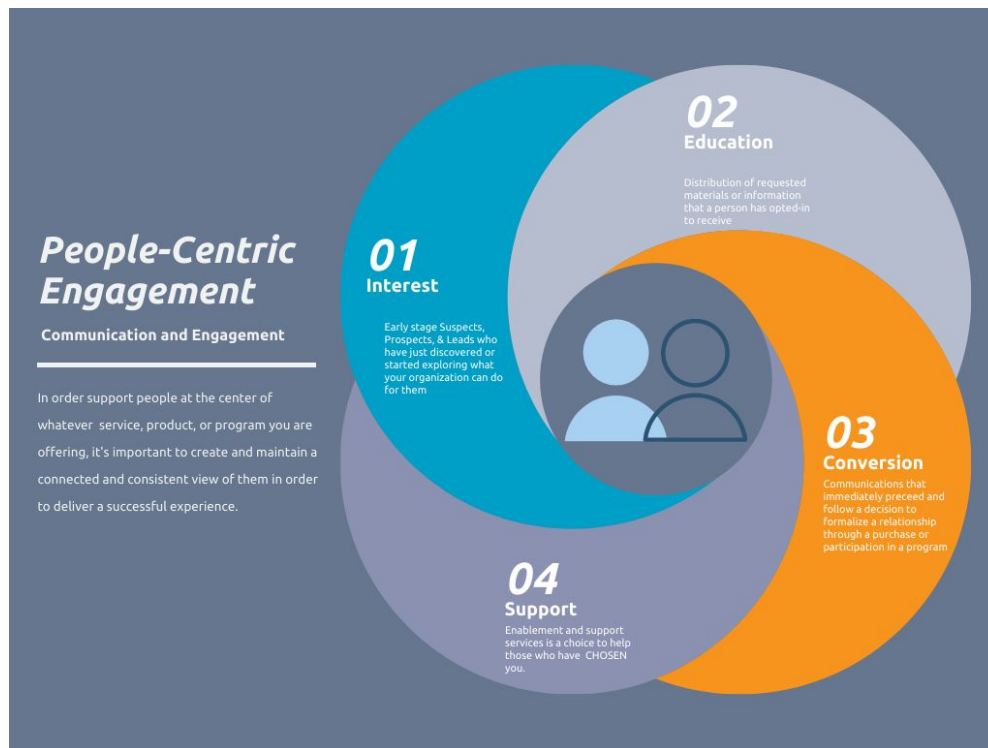 People-Centric
Engagement
Communication and Engagement
In order support people at the center of
whatever service, product, or program you are
offering, it's important to create and maintain a
connected and consistent view of them in order
to deliver a successful experience.
01
Interest
Early stage Suspects,
Prospects, & Leads who
have just discovered or
started exploring what
your organization can do
for them
02
Education
Distribution of requested
materials or information
that a person has opted-in
to receive
03
Conversion
Communications that
immediately preceed and
follow a decision to
formalize a relationship
through a purchase or
participation in a program
04
Support
Enablement and support
services is a choice to help
those who have CHOSEN
you.